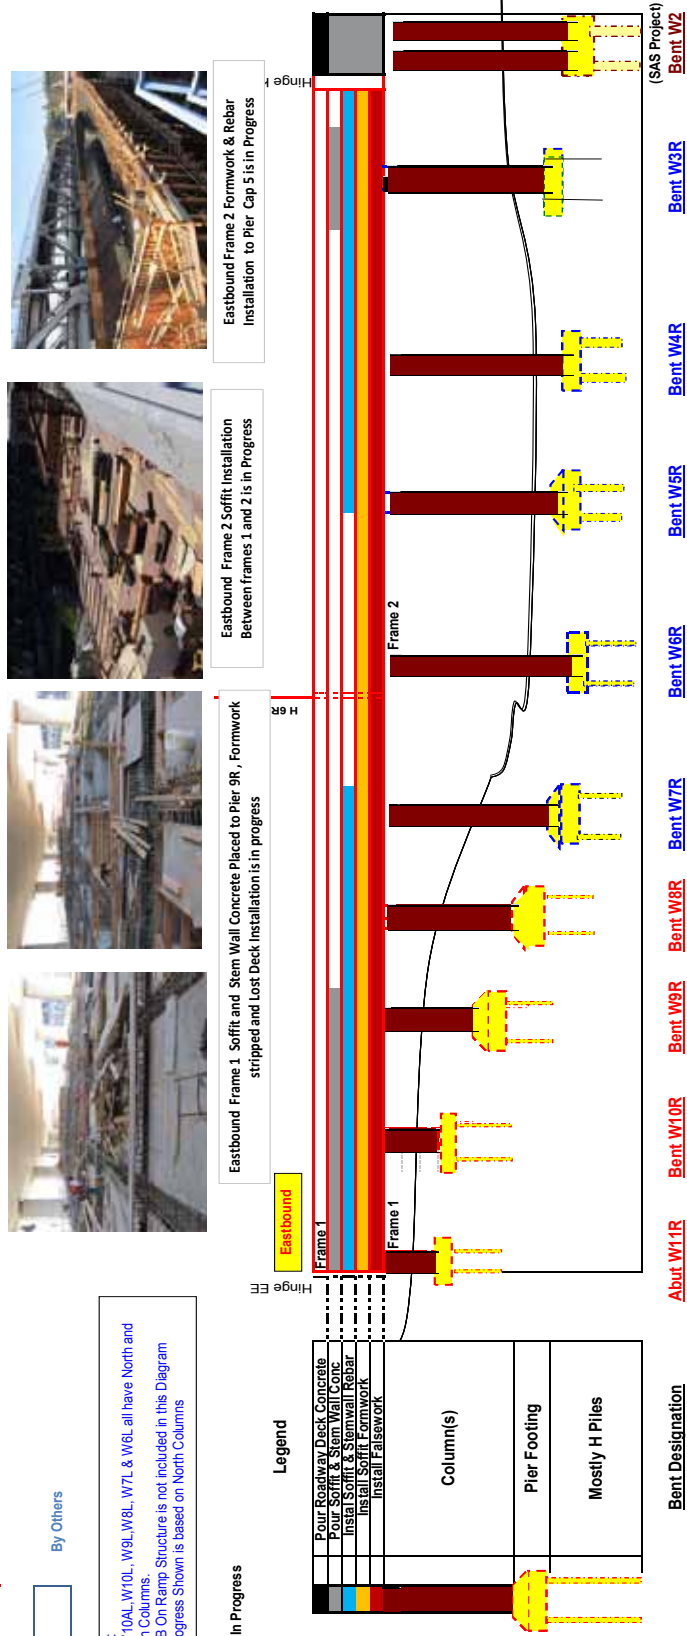 By Others
10AL,W10L, W9L,W8L, W7L & W6L all have North and
n Columns.
B On Ramp Structure is not included in this Diagram
ogress Shown is based on North Columns
In Progress
Eastbound Frame 1 Soffit and Stem Wall Concrete Placed to Pier 9R , Formwork
stripped and Lost Deck Installation is in progress
Eastbound Frame 2 Soffit Installation
Between frames 1 and 2 is in Progress
Eastbound Frame 2 Formwork & Rebar
Installation to Pier Cap 5 is in Progress
Eastbound
Legend
Hinge EE
H 6R
Hinge
Pour Roadway Deck Concrete
Pour Soffit & Stem Wall Conc
Instal Soffit & Stemwall Rebar
Install Soffit Formwork
Install Falsework
Frame 1
Column(s)
Frame 1
Frame 2
Pier Footing
Mostly H Piles
(SAS Project)
Bent Designation
Abut W11R
Bent W10R
Bent W9R
Bent W8R
Bent W7R
Bent W6R
Bent W5R
Bent W4R
Bent W3R
Bent W2